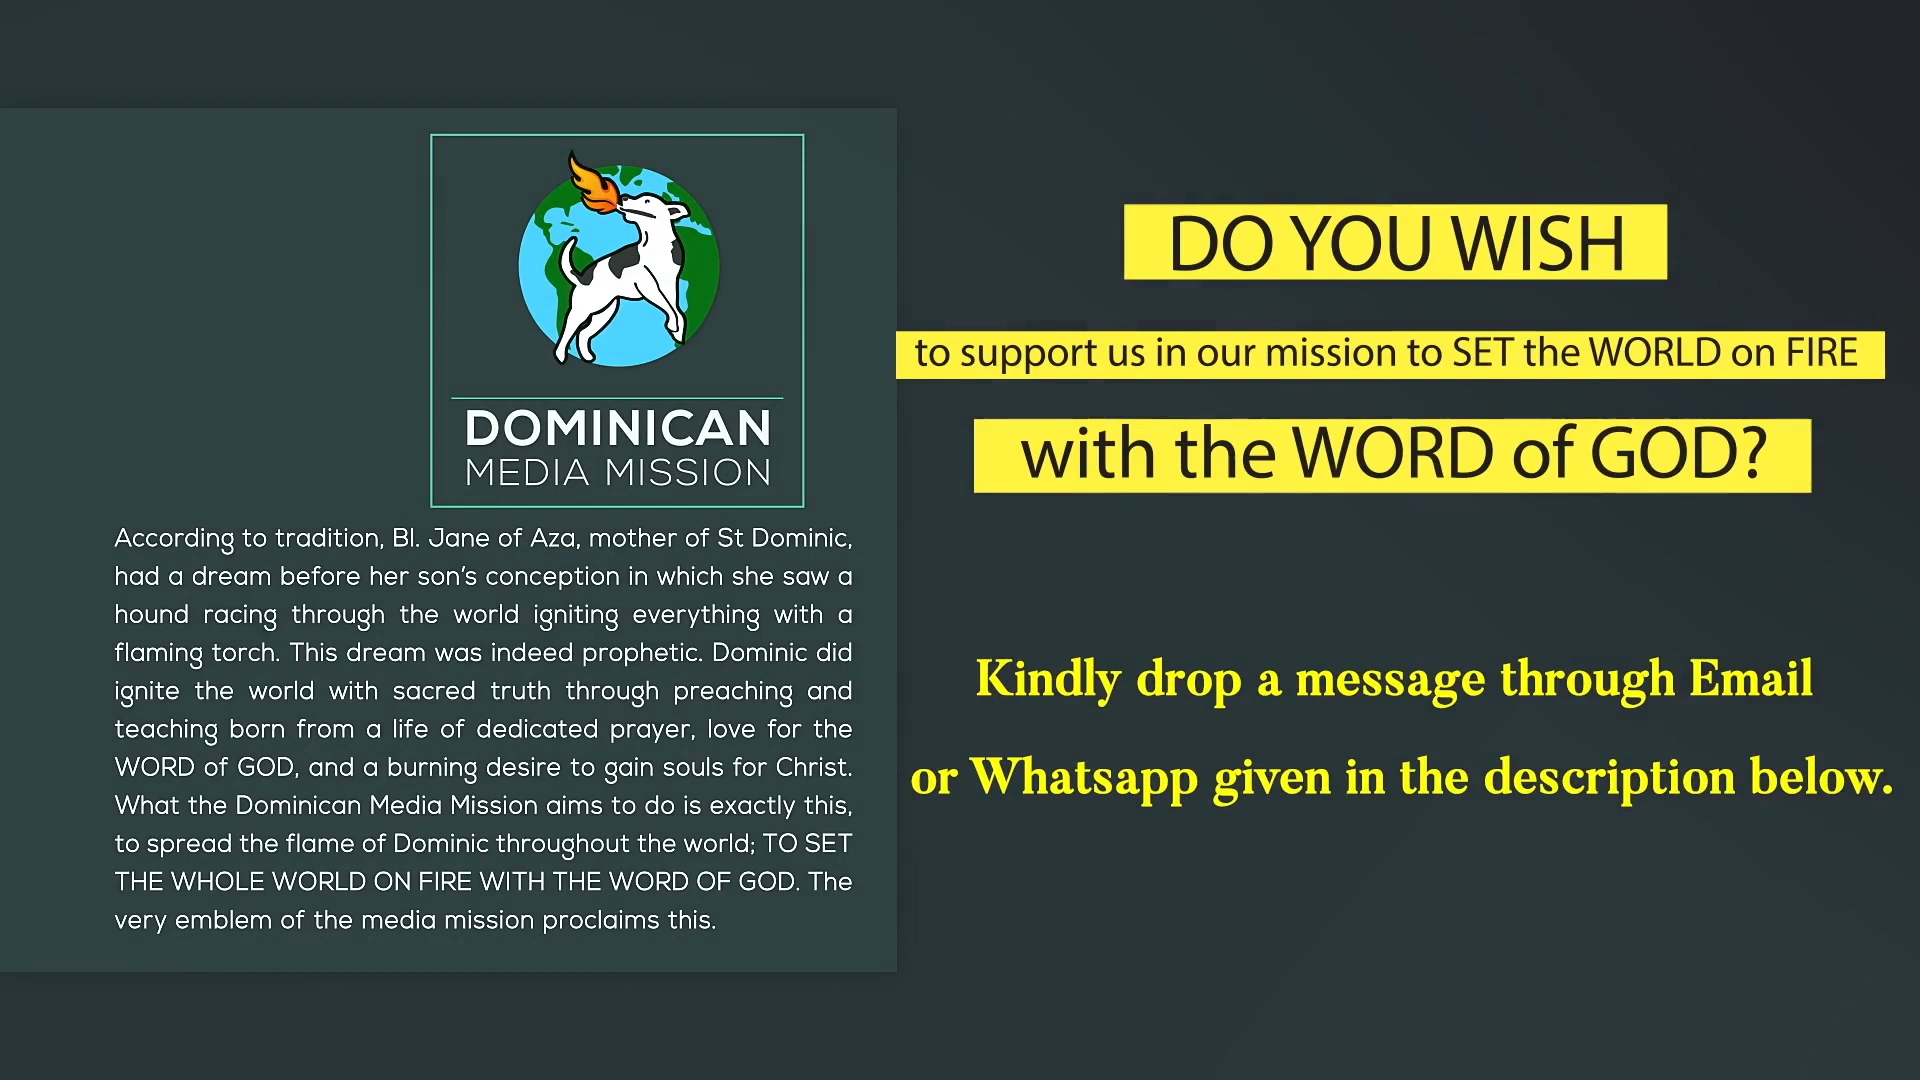 DOMINICAN
MEDIA MISSION
According to tradition, Bl. Jane of Aza, mother of St Dominic,
had a dream before her son's conception in which she saw a
hound racing through the world igniting everything with a
flaming torch. This dream was indeed prophetic. Dominic did
ignite the world with sacred truth through preaching and
teaching born from a life of dedicated prayer, love for the
WORD of GOD, and a burning desire to gain souls for Christ.
What the Dominican Media Mission aims to do is exactly this,
to spread the flame of Dominic throughout the world; TO SET
THE WHOLE WORLD ON FIRE WITH THE WORD OF GOD. The
very emblem of the media mission proclaims this.
DO YOU WISH
to support us in our mission to SET the WORLD on FIRE
with the WORD of GOD?
Kindly drop a message through Email
or Whatsapp given in the description below.